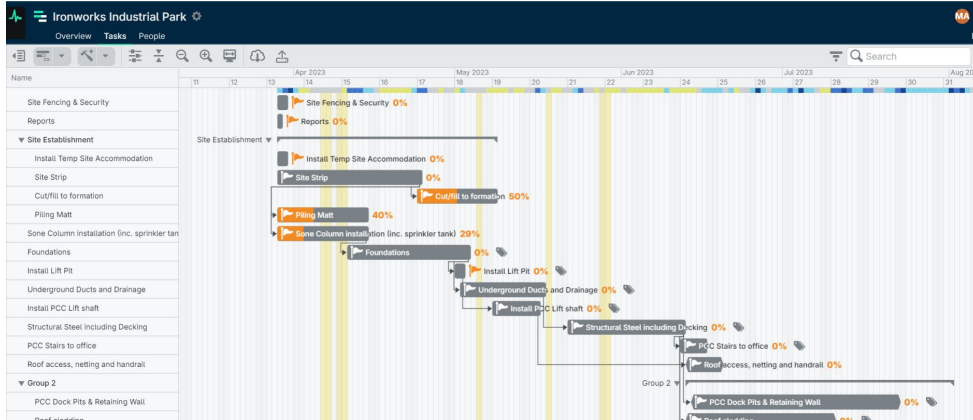 Ironworks Industrial Park
MA
Overview Tasks People
Search
Name
Apr 2023 May 2023 Jun 2023 Jul 2023 Aug 20
11 12 13 14 15 16 17 18 19 20 21 22 23 24 25 26 27 28 29 30 31
Site Fencing & Security Site Fencing & Security 0%
Reports Reports 0%
Site Establishment Site Establishment
Install Temp Site Accommodation Install Temp Site Accommodation 0%
Site Strip Site Strip 0%
Cut/fill to formation Cut/fill to formation 50%
Piling Matt Piling Matt 40%
Sone Column installation (inc. sprinkler tan Sone Column installation (inc. sprinkler tank) 29%
Foundations Foundations 0%
Install Lift Pit Install Lift Pit 0%
Underground Ducts and Drainage Underground Ducts and Drainage 0%
Install PCC Lift shaft Install PCC Lift shaft 0%
Structural Steel including Decking Structural Steel including Decking 0%
PCC Stairs to office PCC Stairs to office 0%
Roof access, netting and handrail Roof access, netting and handrail 0%
Group 2 Group 2
PCC Dock Pits & Retaining Wall PCC Dock Pits & Retaining Wall 0%